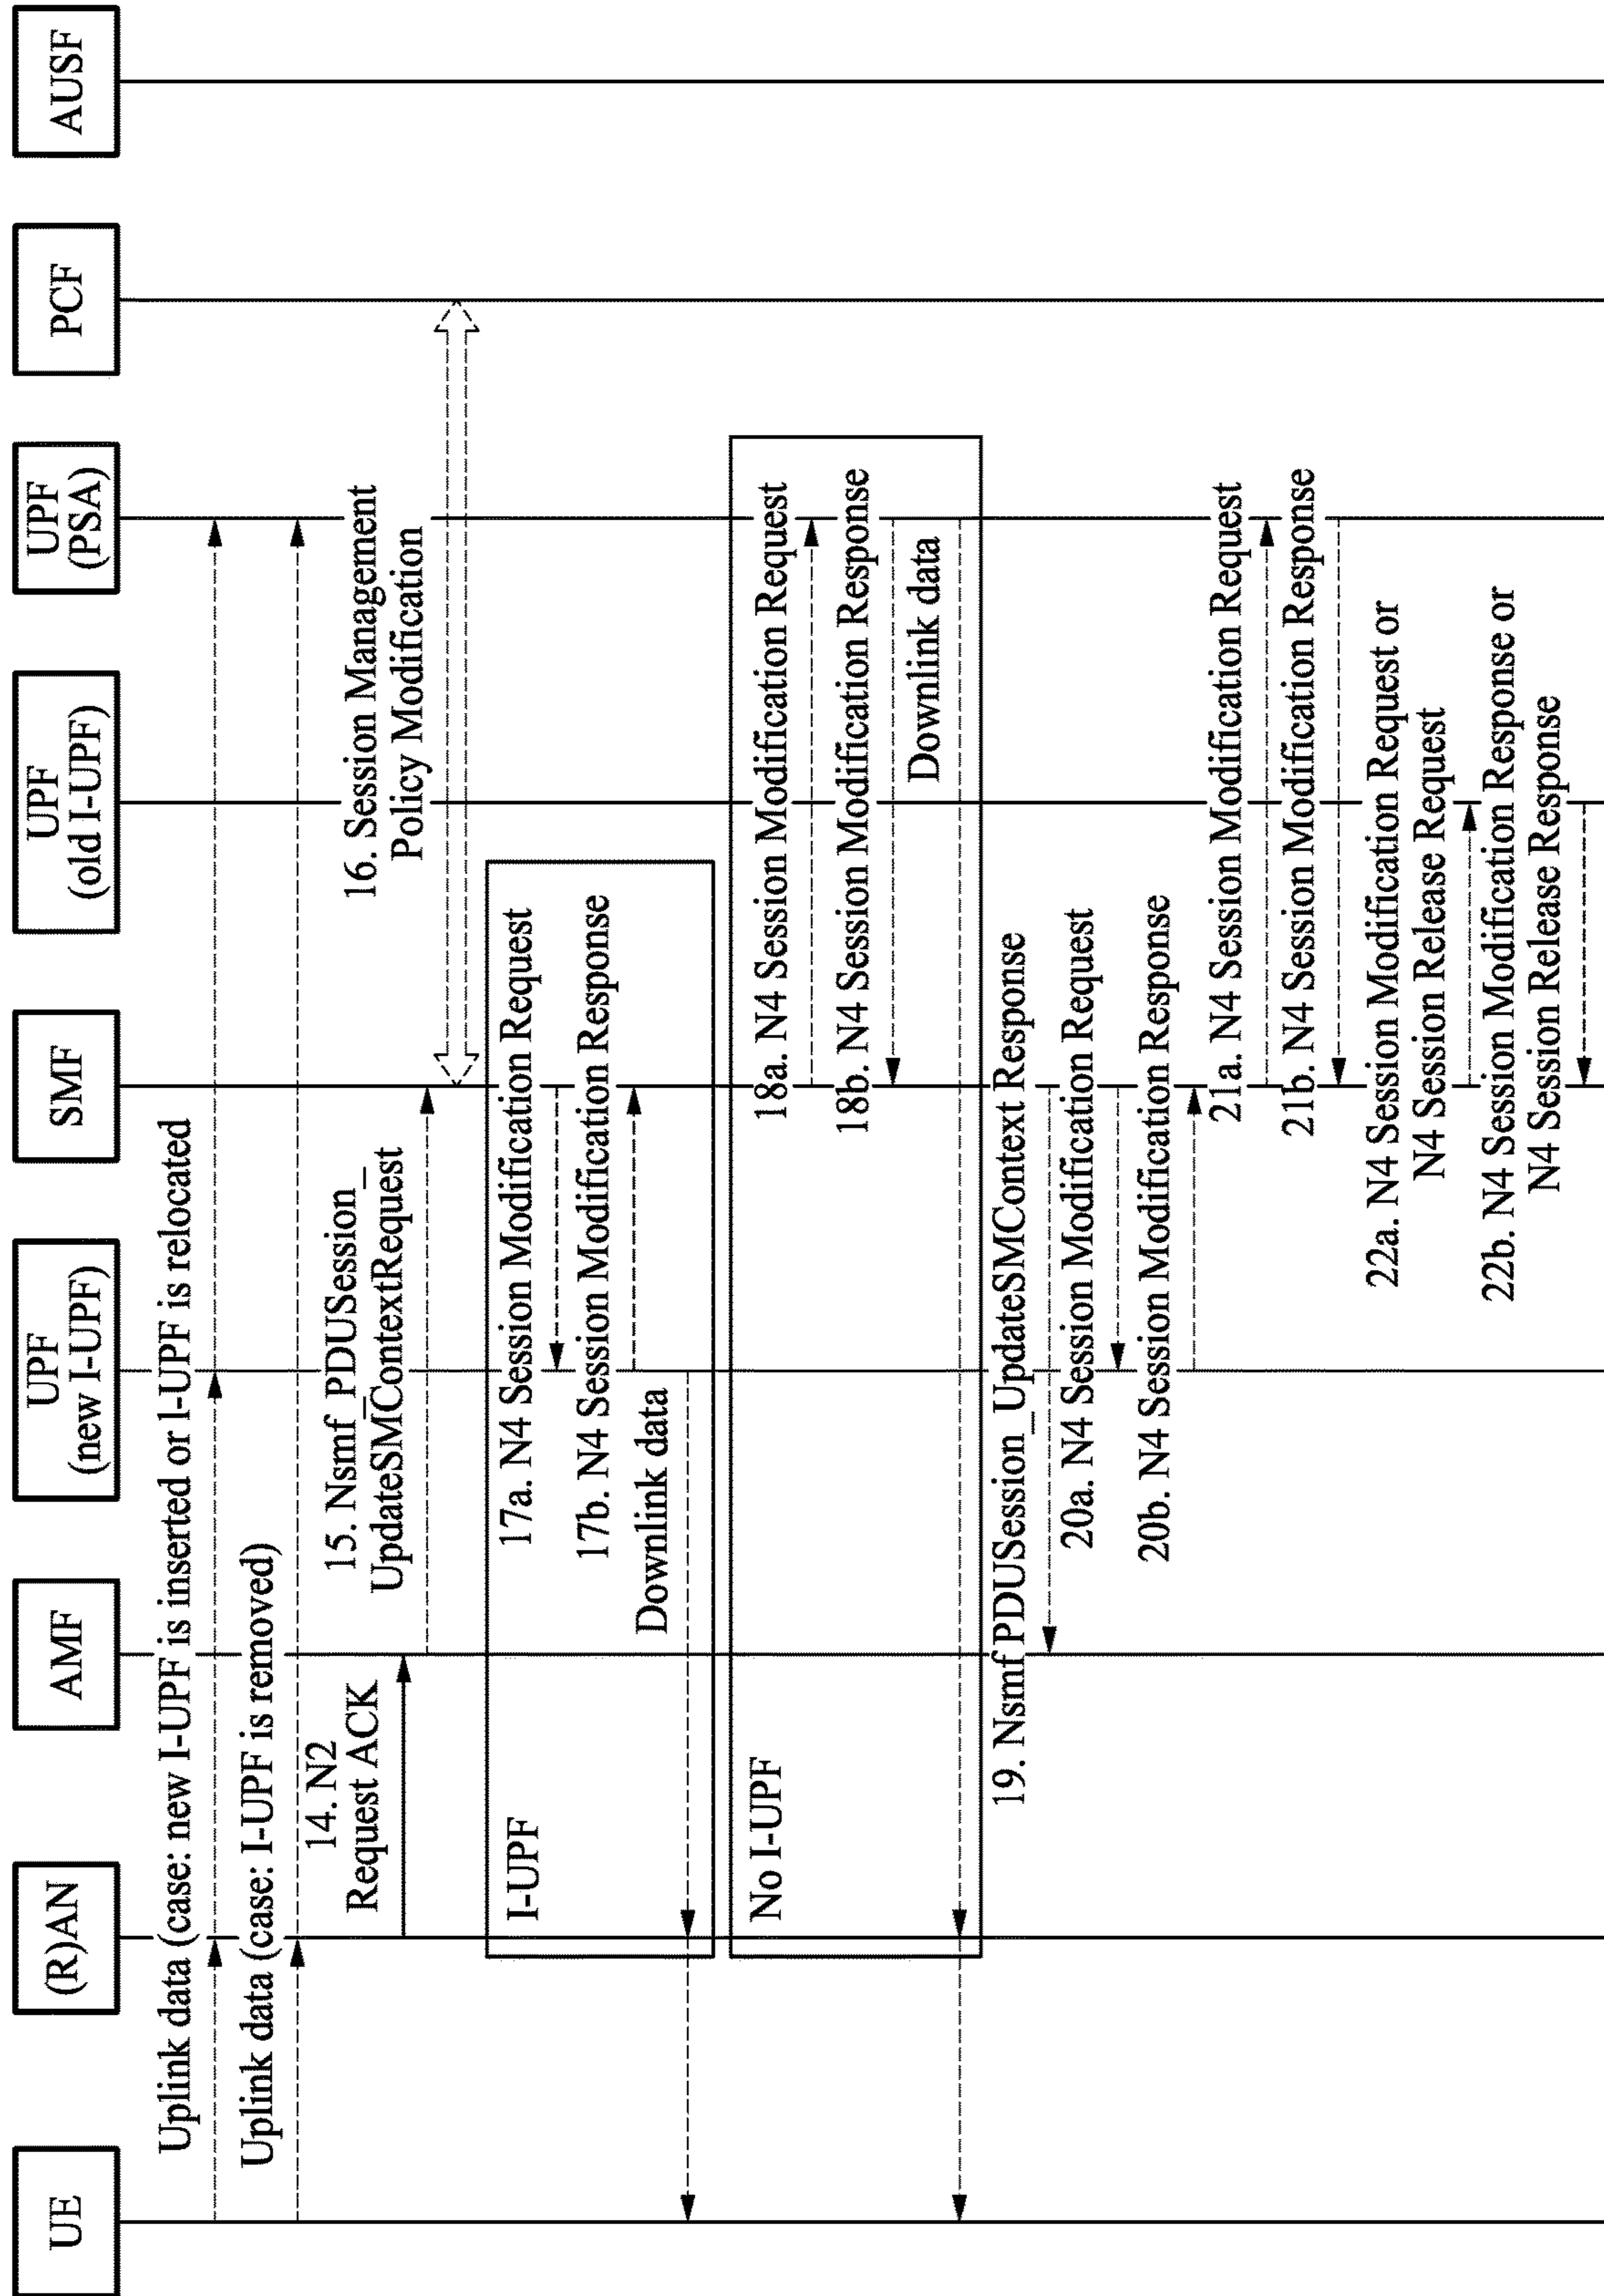 UE
(R)AN
AMF
UPF
(new I-UPF)
SMF
UPF
(old I-UPF)
UPF
(PSA)
PCF
AUSF
Uplink data (case: new I-UPF is inserted or I-UPF is relocated
Uplink data (case: I-UPF is removed)
14. N2
Request ACK
15. Nsmf_PDUSession_
UpdateSMContextRequest
16. Session Management
Policy Modification
I-UPF
17a. N4 Session Modification Request
17b. N4 Session Modification Response
Downlink data
No I-UPF
18a. N4 Session Modification Request
18b. N4 Session Modification Response
Downlink data
19. Nsmf PDUSession_UpdateSMContext Response
20a. N4 Session Modification Request
20b. N4 Session Modification Response
21a. N4 Session Modification Request
21b. N4 Session Modification Response
22a. N4 Session Modification Request or
N4 Session Release Request
22b. N4 Session Modification Response or
N4 Session Release Response